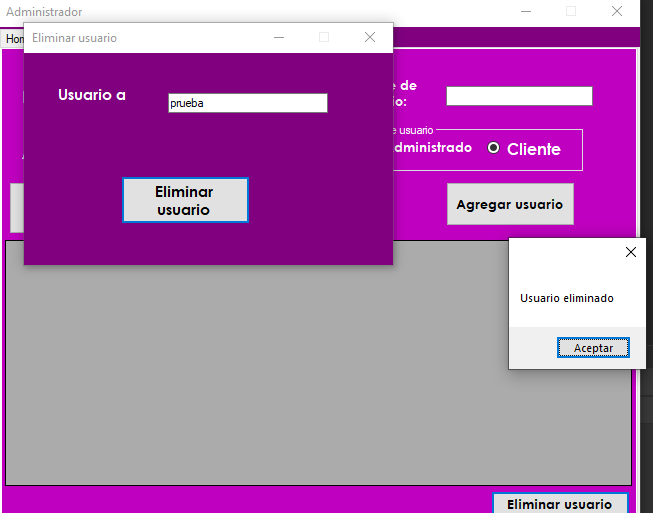 Administrador
Hom
Eliminar usuario
Usuario a
prueba
Eliminar
usuario
e de
io:
e usuario
dministrado
Cliente
Agregar usuario
Usuario eliminado
Aceptar
Eliminar usuario